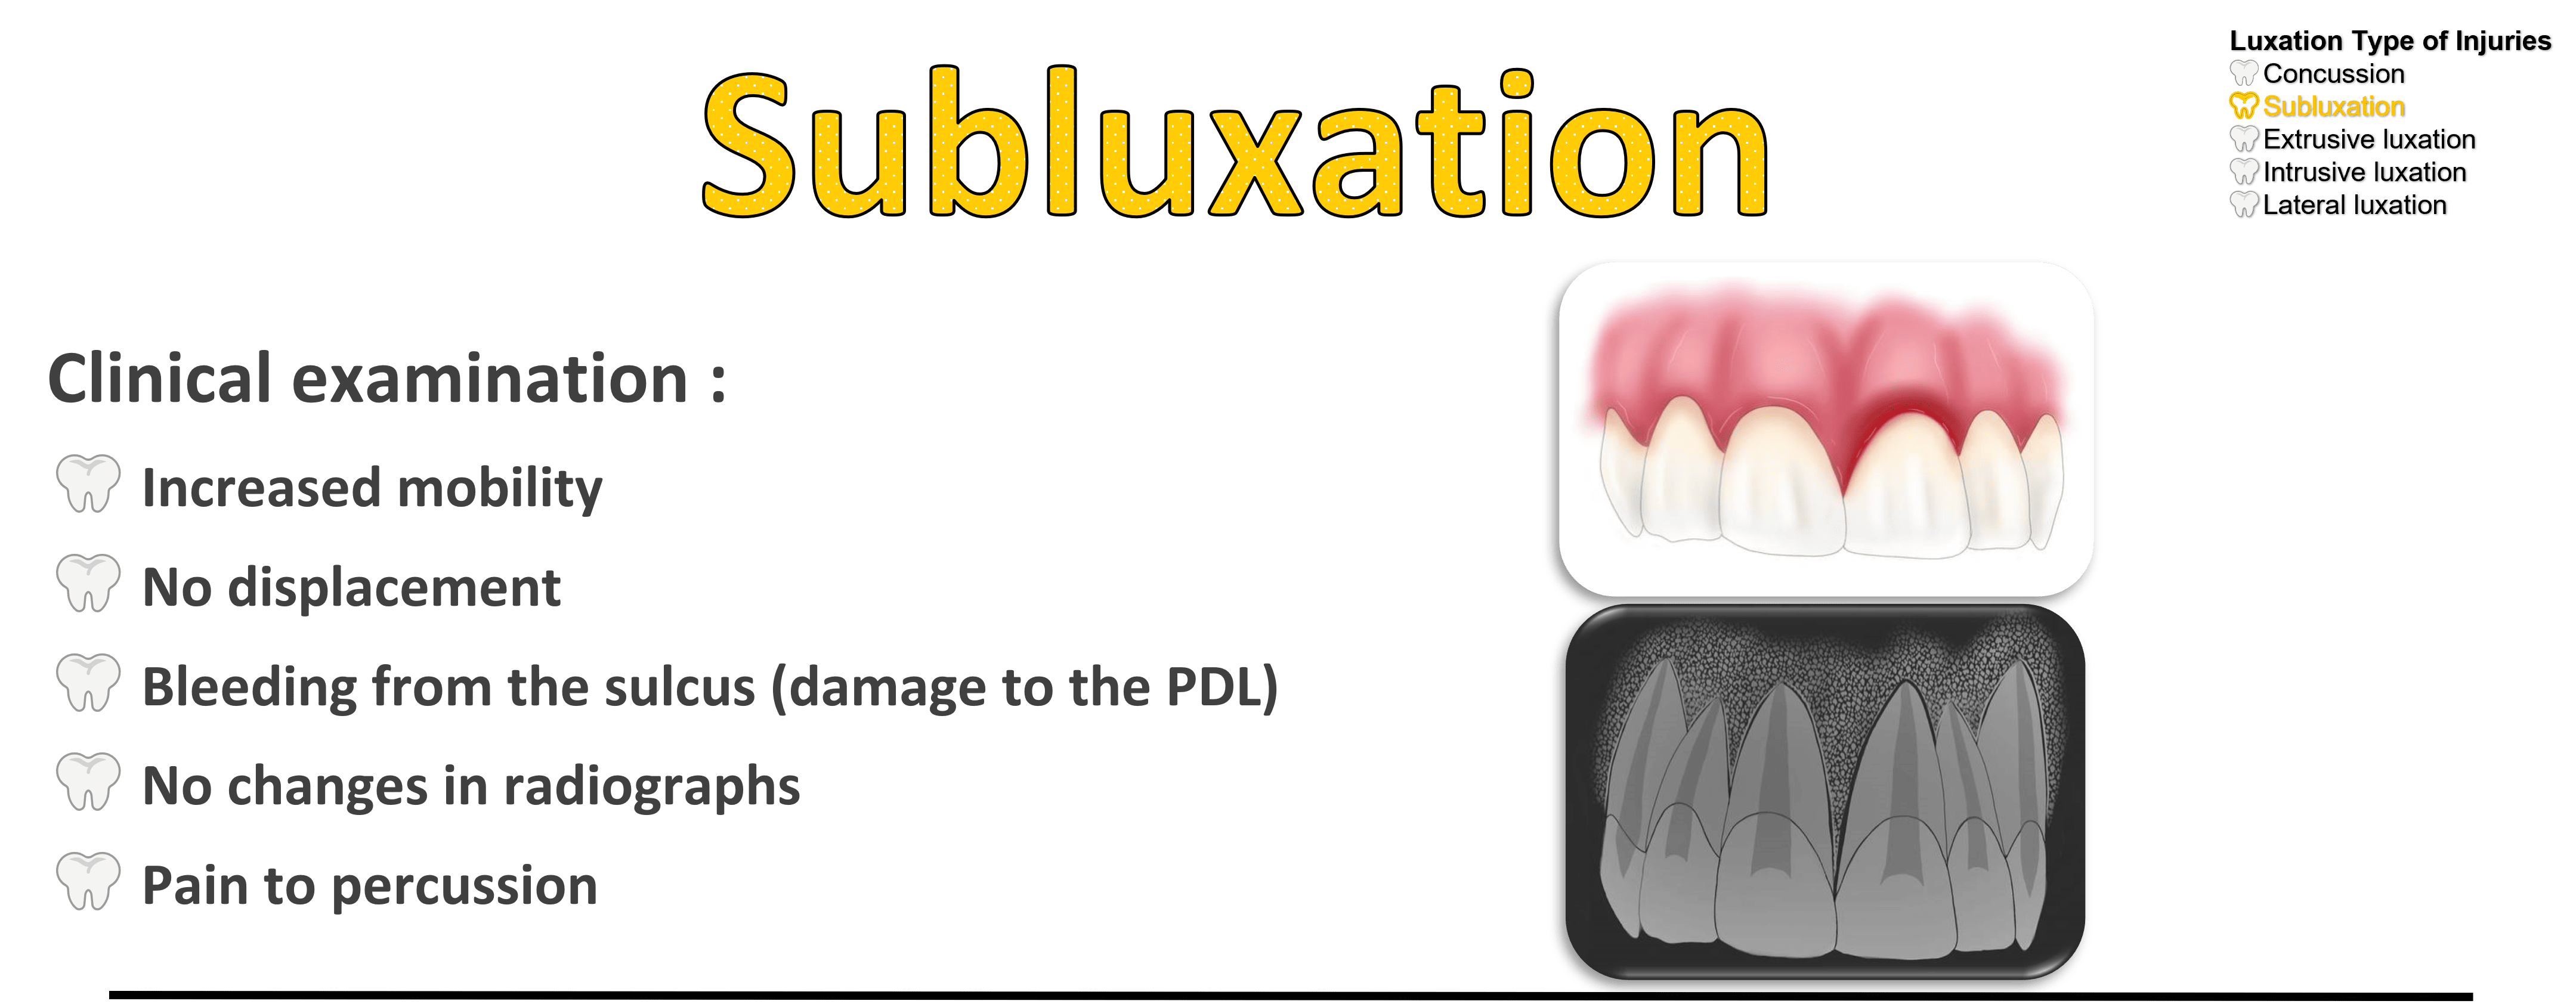 Subluxation
Luxation Type of Injuries
Concussion
Subluxation
Extrusive luxation
Intrusive luxation
Lateral luxation
Clinical examination :
Increased mobility
No displacement
Bleeding from the sulcus (damage to the PDL)
No changes in radiographs
Pain to percussion